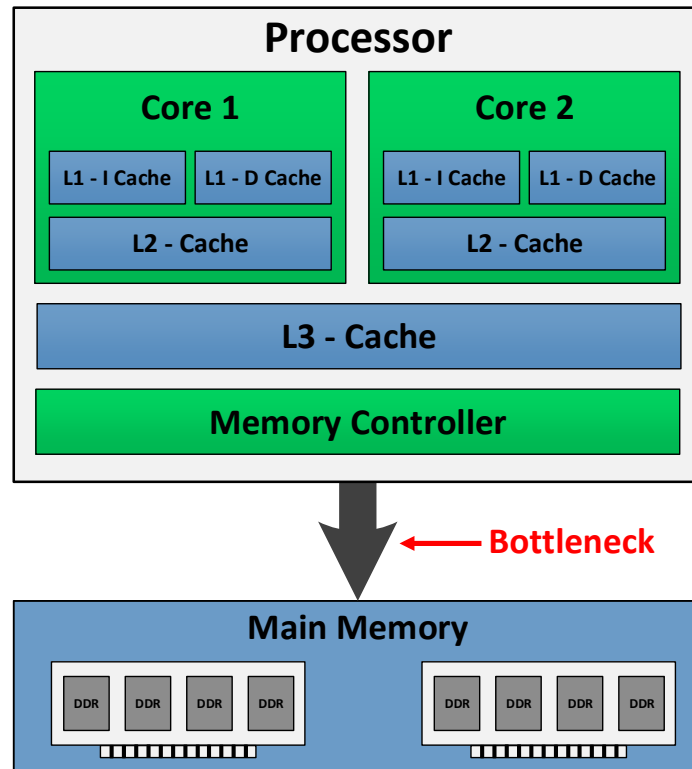 Processor
Core 1
Core 2
L1 - I Cache
L1 - D Cache
L1 - I Cache
L1 - D Cache
L2 - Cache
L2 - Cache
L3 - Cache
Memory Controller
Bottleneck
Main Memory
DDR
DDR
DDR
DDR
DDR
DDR
DDR
DDR